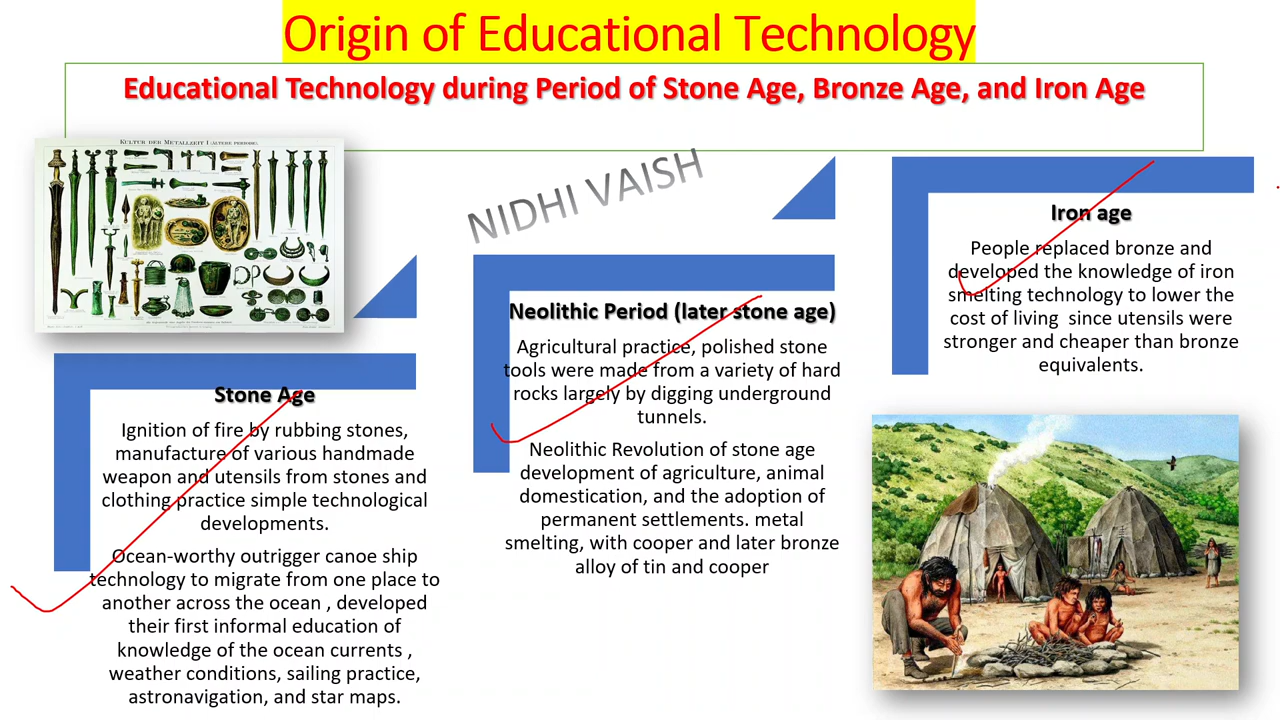 Origin of Educational Technology
Educational Technology during Period of Stone Age, Bronze Age, and Iron Age
KULTUR DER METALLZEIT I (ÄLTERE PERIODE).
NIDHI VAISH
Stone Age
Ignition of fire by rubbing stones,
manufacture of various handmade
weapon and utensils from stones and
clothing practice simple technological
developments.
Ocean-worthy outrigger canoe ship
technology to migrate from one place to
another across the ocean , developed
their first informal education of
knowledge of the ocean currents ,
weather conditions, sailing practice,
astronavigation, and star maps.
Neolithic Period (later stone age)
Agricultural practice, polished stone
tools were made from a variety of hard
rocks largely by digging underground
tunnels.
Neolithic Revolution of stone age
development of agriculture, animal
domestication, and the adoption of
permanent settlements. metal
smelting, with cooper and later bronze
alloy of tin and cooper
Iron age
People replaced bronze and
developed the knowledge of iron
smelting technology to lower the
cost of living  since utensils were
stronger and cheaper than bronze
equivalents.